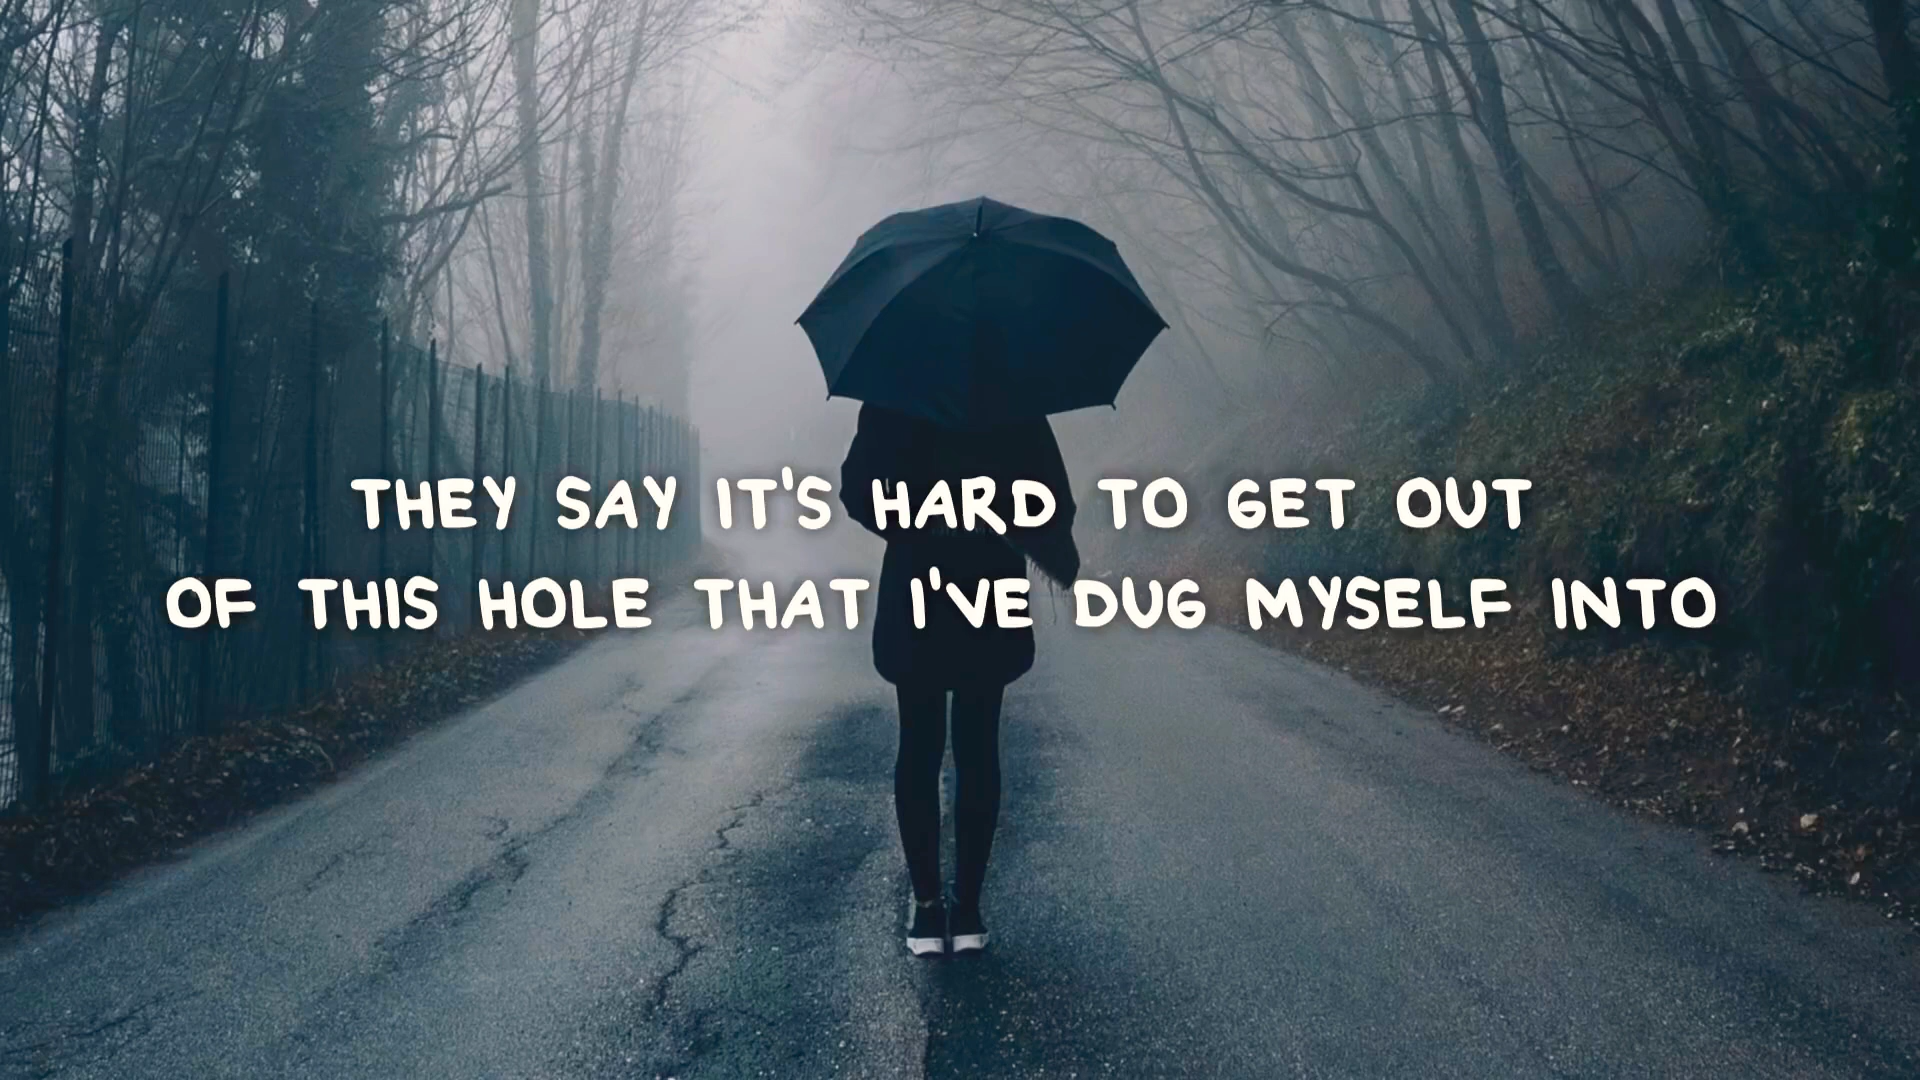 THEY SAY IT'S HARD TO GET OUT
OF THIS HOLE THAT I'VE DUG MYSELF INTO